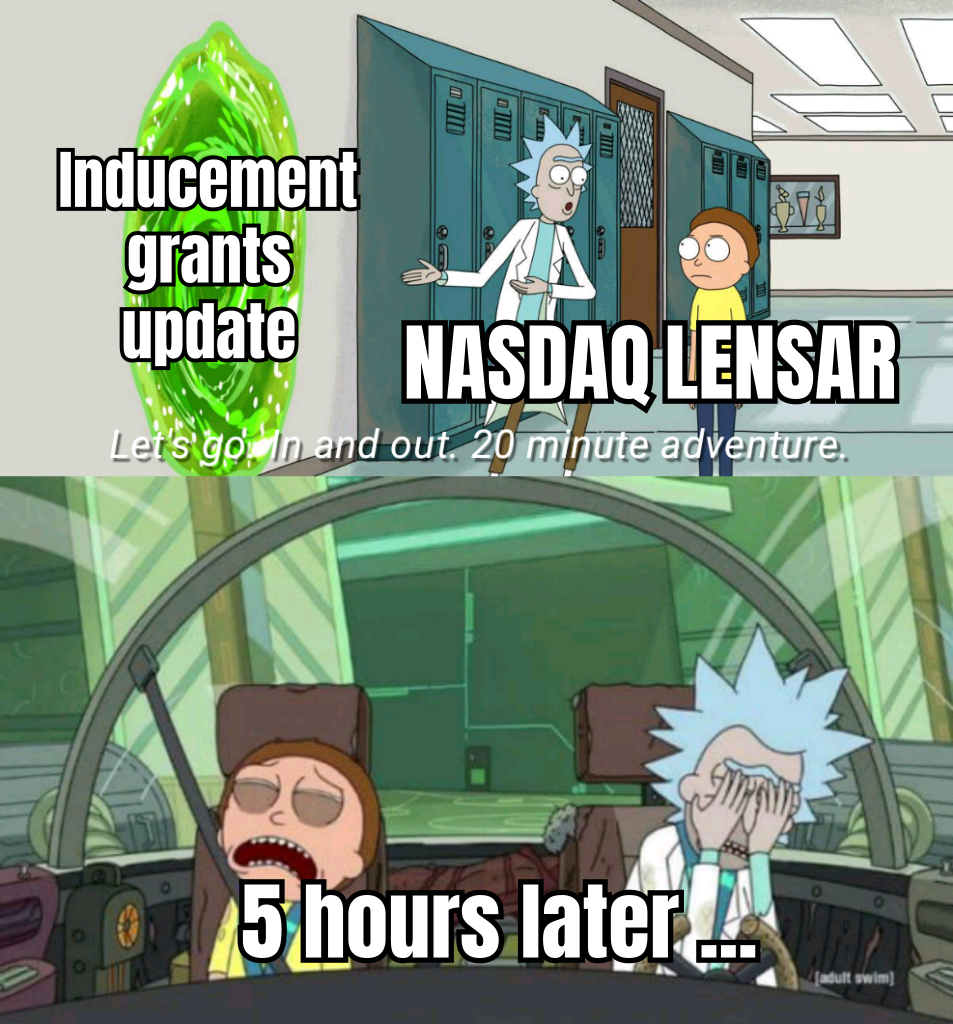 Inducement
grants
update
NASDAQ LENSAR
Let's go. In and out. 20 minute adventure.
5 hours later ...
[adult swim]